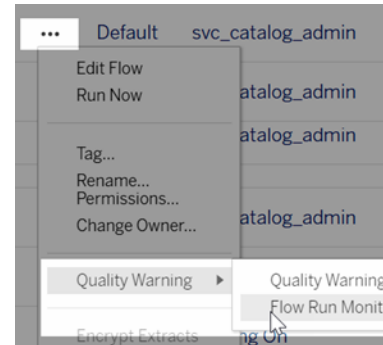 ••• Default svc_catalog_admin
Edit Flow
Run Now
atalog_admin
atalog_admin
Tag...
Rename...
Permissions...
Change Owner...
atalog_admin
Quality Warning ▸ Quality Warning
Flow Run Monit
Encrypt Extracts ng On